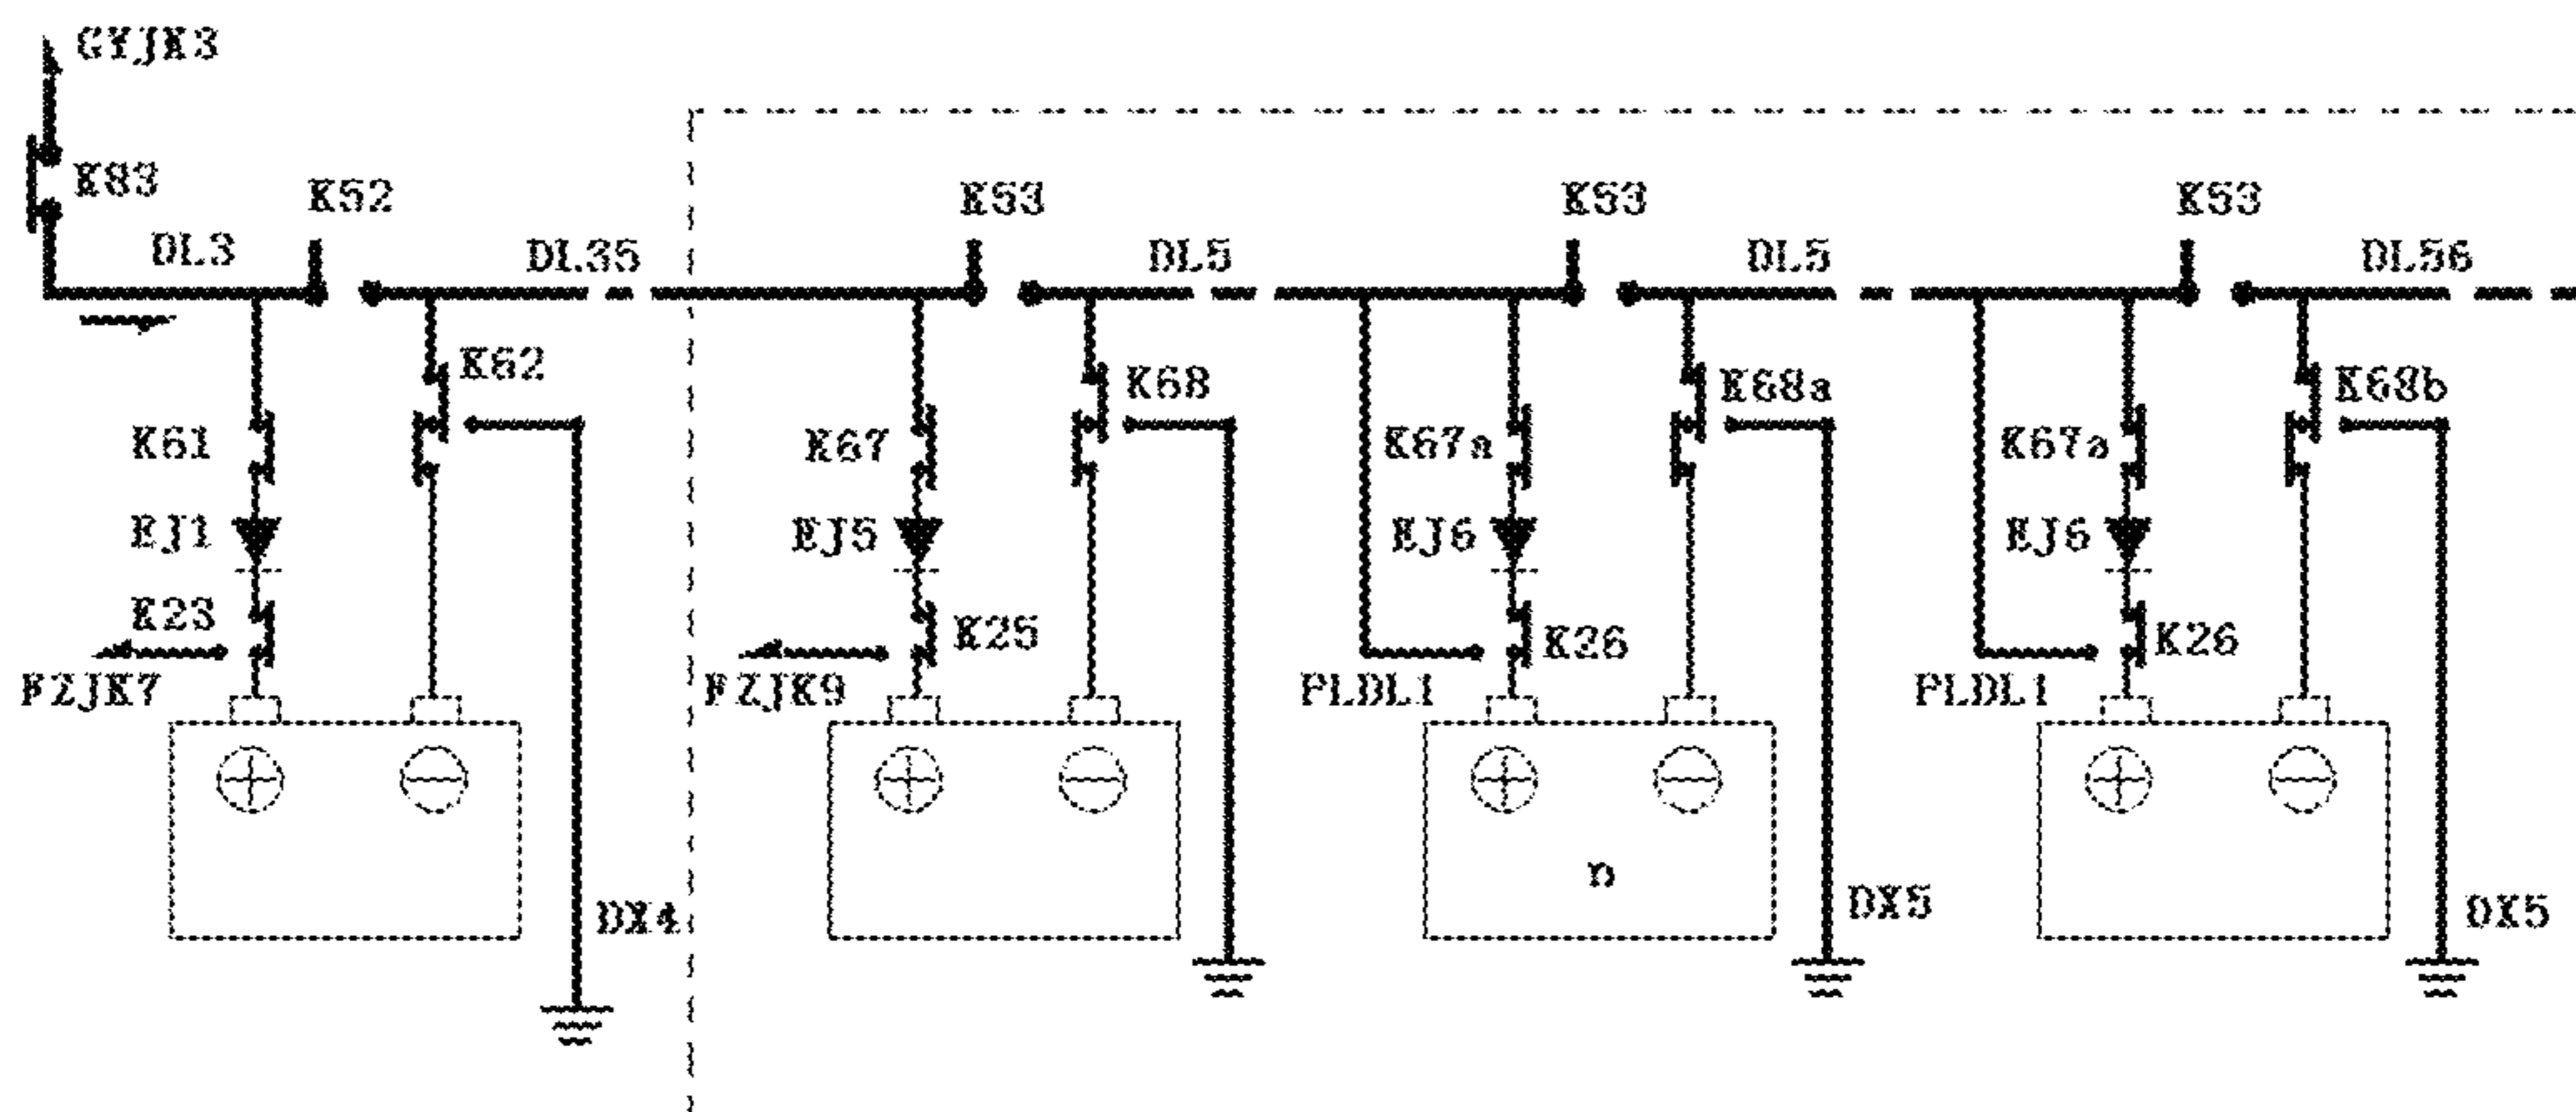 GYJK3
K83
K52
K53
K53
K53
DL3
DL35
DL5
DL5
DL56
K62
K68
K68a
K68b
K61
K67
K67a
K67a
EJ1
EJ5
EJ6
EJ6
K23
K25
K26
K26
FZJK7
FZJK9
PLDL1
PLDL1
n
DX4
DX5
DX5